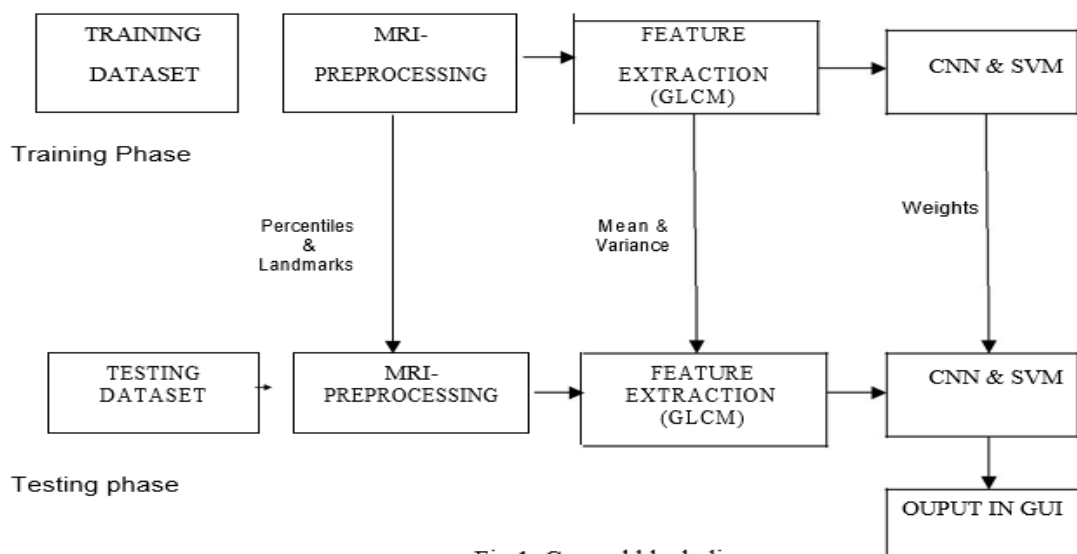 TRAINING
DATASET
MRI-
PREPROCESSING
FEATURE
EXTRACTION
(GLCM)
CNN & SVM
Training Phase
Percentiles
&
Landmarks
Mean &
Variance
Weights
TESTING
DATASET
MRI-
PREPROCESSING
FEATURE
EXTRACTION
(GLCM)
CNN & SVM
Testing phase
OUPUT IN GUI